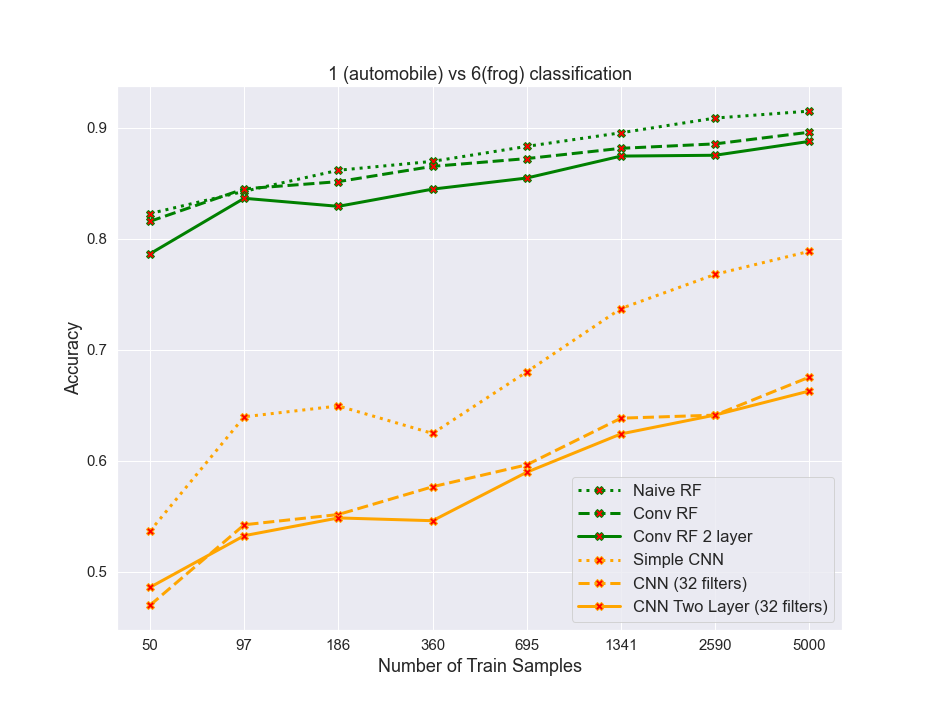 1 (automobile) vs 6(frog) classification
0.9
0.8
0.7
0.6
0.5
Accuracy
Naive RF
Conv RF
Conv RF 2 layer
Simple CNN
CNN (32 filters)
CNN Two Layer (32 filters)
50 97 186 360 695 1341 2590 5000
Number of Train Samples